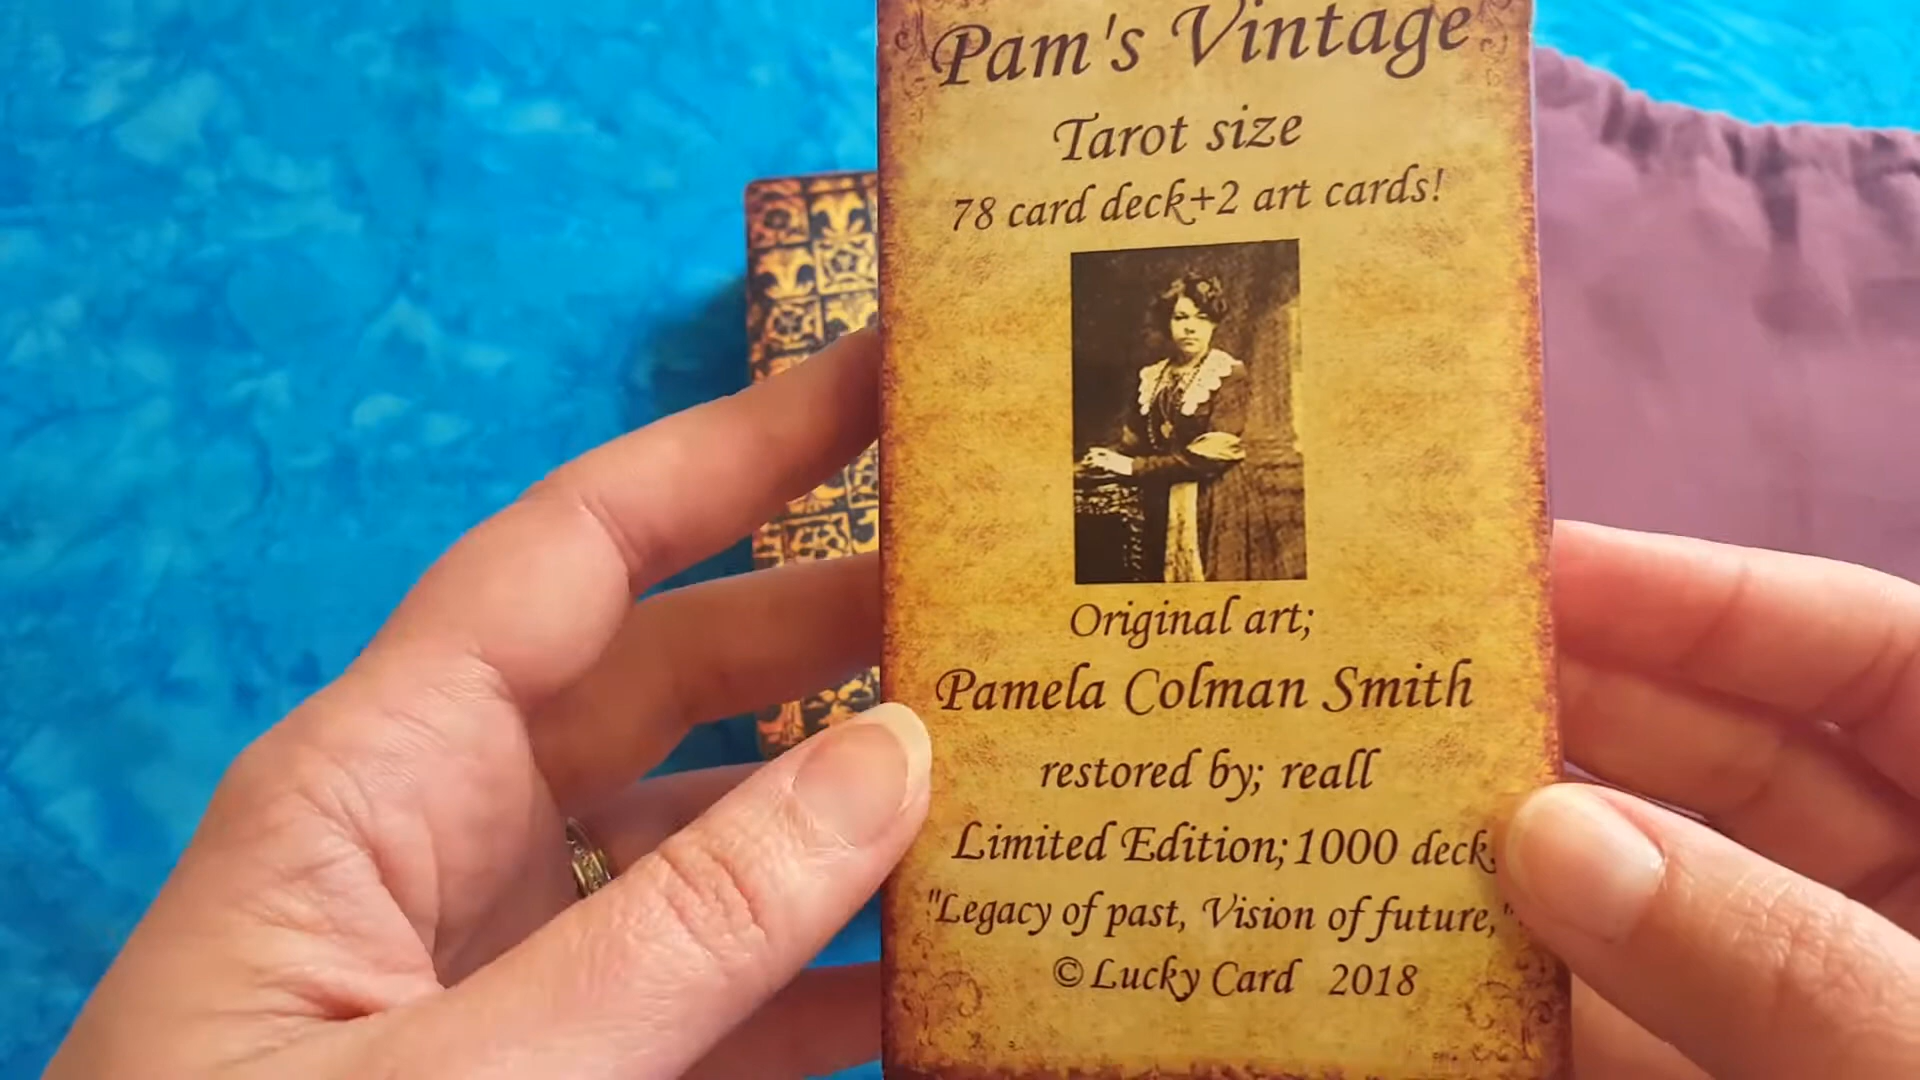 Pam's Vintage
Tarot size
78 card deck+2 art cards!
Original art;
Pamela Colman Smith
restored by; reall
Limited Edition; 1000 deck
"Legacy of past, Vision of future,"
© Lucky Card 2018